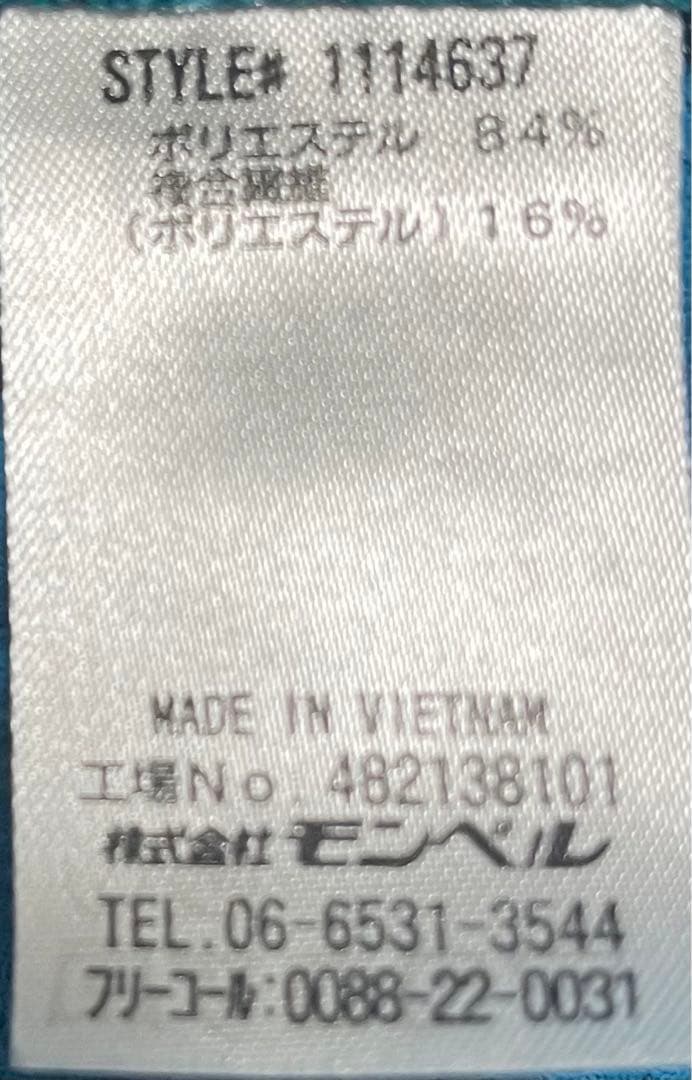 STYLE# 1114637
ポリエステル 84%
複合繊維
(ポリエステル) 16%
MADE IN VIETNAM
工場No. 482138101
株式会社 モンベル
TEL.06-6531-3544
フリーコール:0088-22-0031